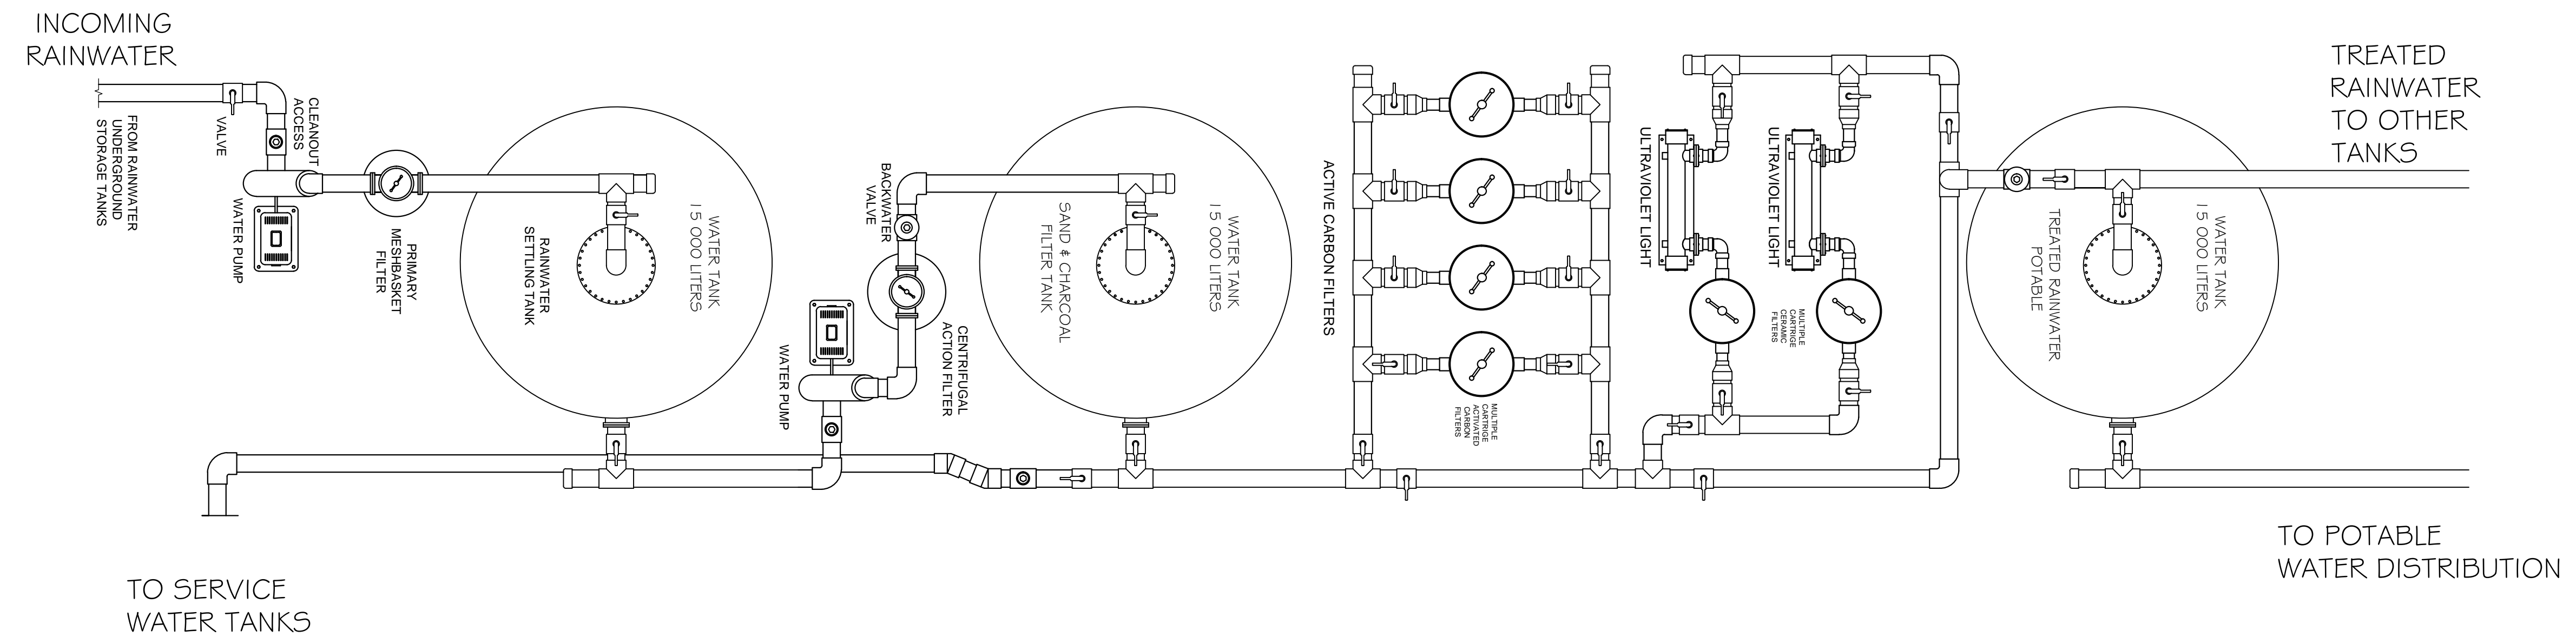 INCOMING
RAINWATER
FROM RAINWATER
UNDERGROUND
STORAGE TANKS
VALVE
CLEANOUT
ACCESS
WATER PUMP
PRIMARY
MESHBASKET
FILTER
RAINWATER
SETTLING TANK
WATER TANK
15 000 LITERS
WATER PUMP
BACKWATER
VALVE
CENTRIFUGAL
ACTION FILTER
SAND & CHARCOAL
FILTER TANK
WATER TANK
15 000 LITERS
ACTIVE CARBON FILTERS
MULTIPLE
CARTRIGE
ACTIVATED
CARBON
FILTERS
ULTRAVIOLET LIGHT
ULTRAVIOLET LIGHT
MULTIPLE
CARTRIGE
CERAMIC
FILTERS
TREATED RAINWATER
POTABLE
WATER TANK
15 000 LITERS
TREATED
RAINWATER
TO OTHER
TANKS
TO SERVICE
WATER TANKS
TO POTABLE
WATER DISTRIBUTION